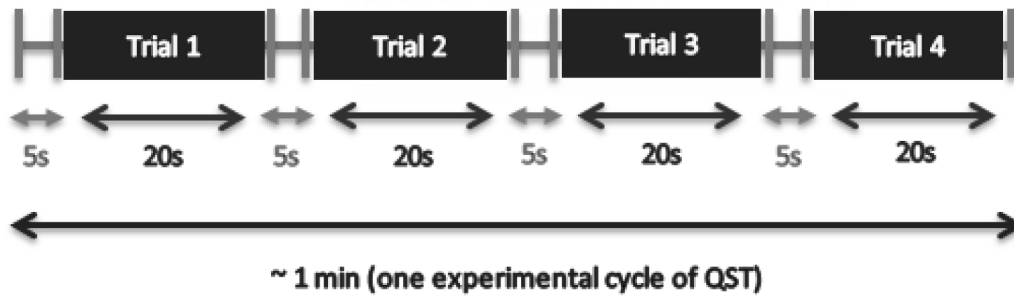 Trial 1 Trial 2 Trial 3 Trial 4
5s 20s 5s 20s 5s 20s 5s 20s
~ 1 min (one experimental cycle of QST)